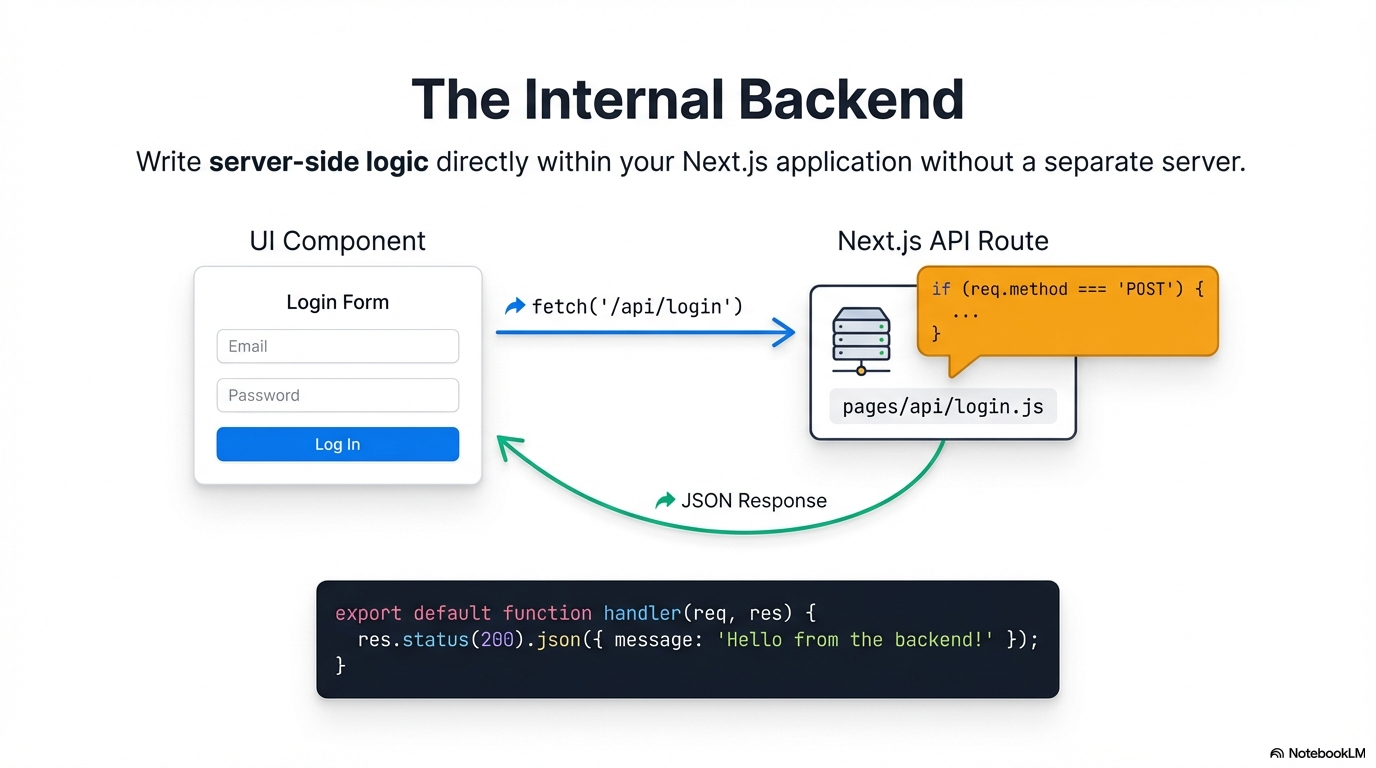 The Internal Backend
Write server-side logic directly within your Next.js application without a separate server.
UI Component
Login Form
Email
Password
Log In
fetch('/api/login')
Next.js API Route
if (req.method === 'POST') {
  ...
}
pages/api/login.js
JSON Response
export default function handler(req, res) {
  res.status(200).json({ message: 'Hello from the backend!' });
}
NotebookLM